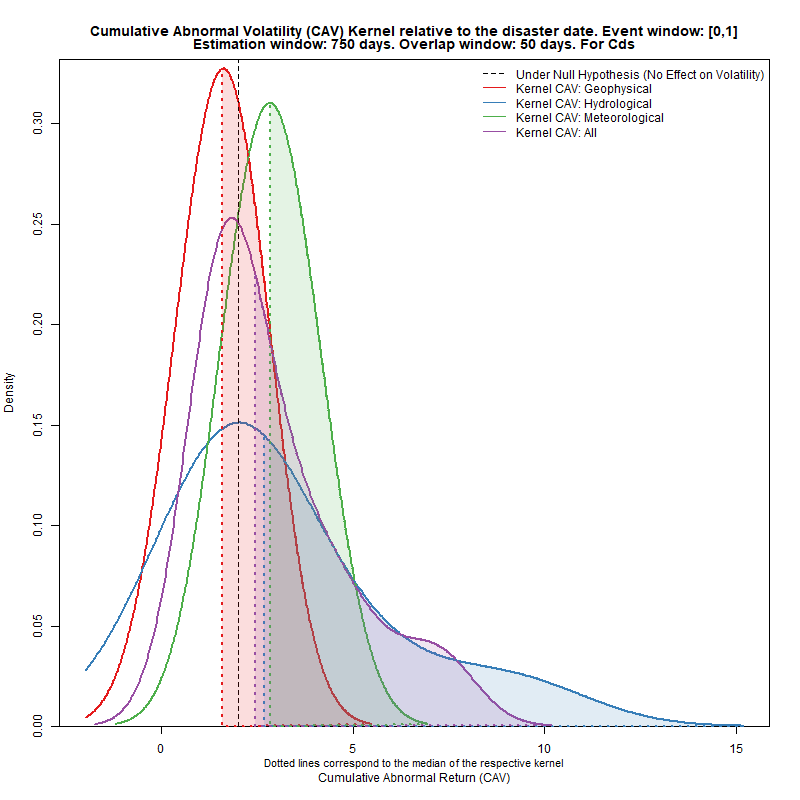 Cumulative Abnormal Volatility (CAV) Kernel relative to the disaster date. Event window: [0,1]
Estimation window: 750 days. Overlap window: 50 days. For Cds
Under Null Hypothesis (No Effect on Volatility)
Kernel CAV: Geophysical
Kernel CAV: Hydrological
Kernel CAV: Meteorological
Kernel CAV: All
Density
0.30
0.25
0.20
0.15
0.10
0.05
0.00
0
5
10
15
Dotted lines correspond to the median of the respective kernel
Cumulative Abnormal Return (CAV)